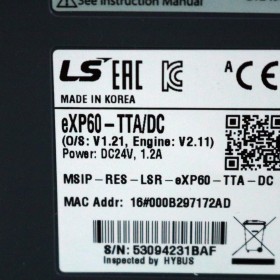 See Instruction Manual
LS EAC A CE
MADE IN KOREA
eXP60-TTA/DC
(O/S: V1.21, Engine: V2.11)
Power: DC24V, 1.2A
MSIP-RES-LSR-eXP60-TTA-DC
MAC Addr: 16#000B297172AD
S/N: 53094231BAF
Inspected by HYBUS